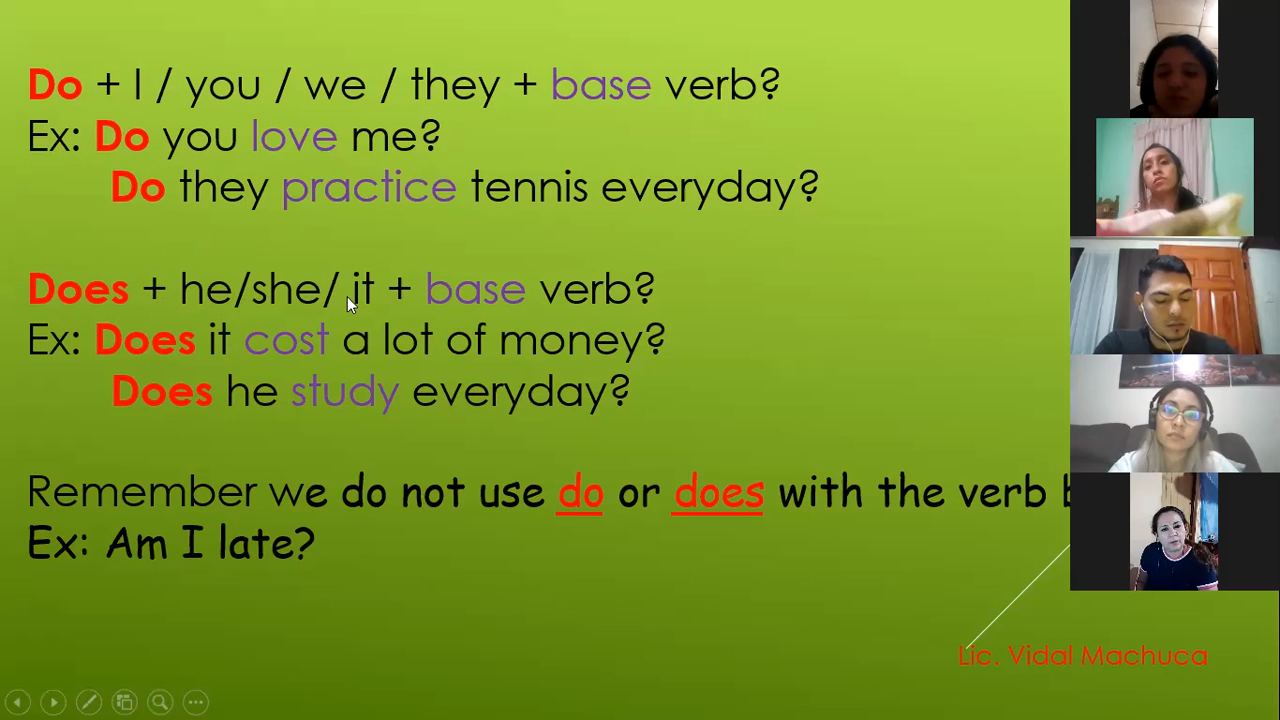 Do + I / you / we / they + base verb?
Ex: Do you love me?
Do they practice tennis everyday?
Does + he/she/ it + base verb?
Ex: Does it cost a lot of money?
Does he study everyday?
Remember we do not use do or does with the verb
Ex: Am I late?
Lic. Vidal Machuca